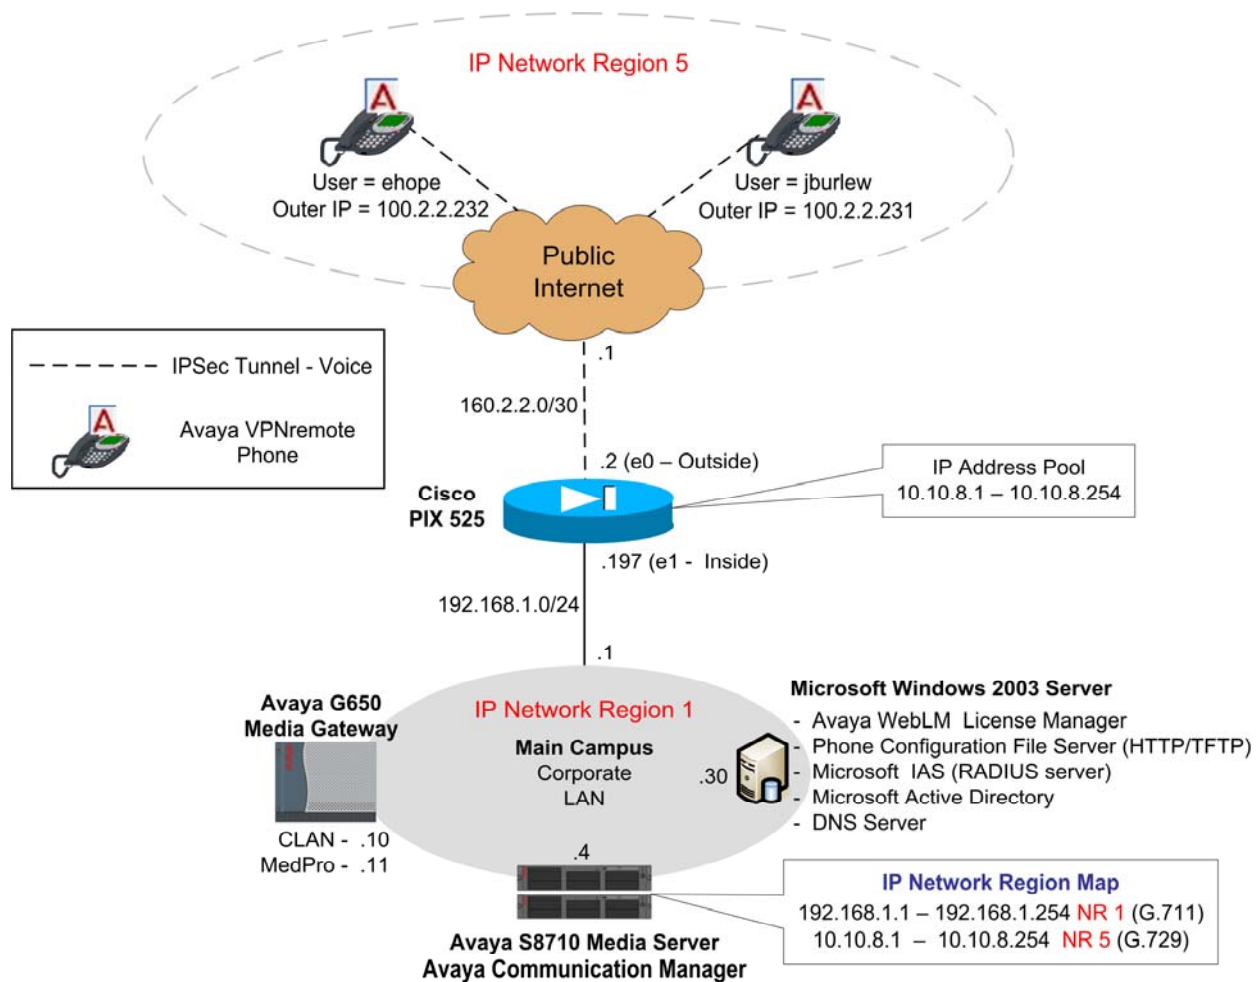 IP Network Region 5
A
A
User = ehope
Outer IP = 100.2.2.232
User = jburlew
Outer IP = 100.2.2.231
Public
Internet
IPSec Tunnel - Voice
A
Avaya VPNremote
Phone
.1
160.2.2.0/30
.2 (e0 – Outside)
Cisco
PIX 525
IP Address Pool
10.10.8.1 – 10.10.8.254
.197 (e1 - Inside)
192.168.1.0/24
.1
Avaya G650
Media Gateway
CLAN - .10
MedPro - .11
IP Network Region 1
Main Campus
Corporate
LAN
.30
Microsoft Windows 2003 Server
- Avaya WebLM License Manager
- Phone Configuration File Server (HTTP/TFTP)
- Microsoft IAS (RADIUS server)
- Microsoft Active Directory
- DNS Server
.4
Avaya S8710 Media Server
Avaya Communication Manager
IP Network Region Map
192.168.1.1 – 192.168.1.254 NR 1 (G.711)
10.10.8.1 – 10.10.8.254 NR 5 (G.729)